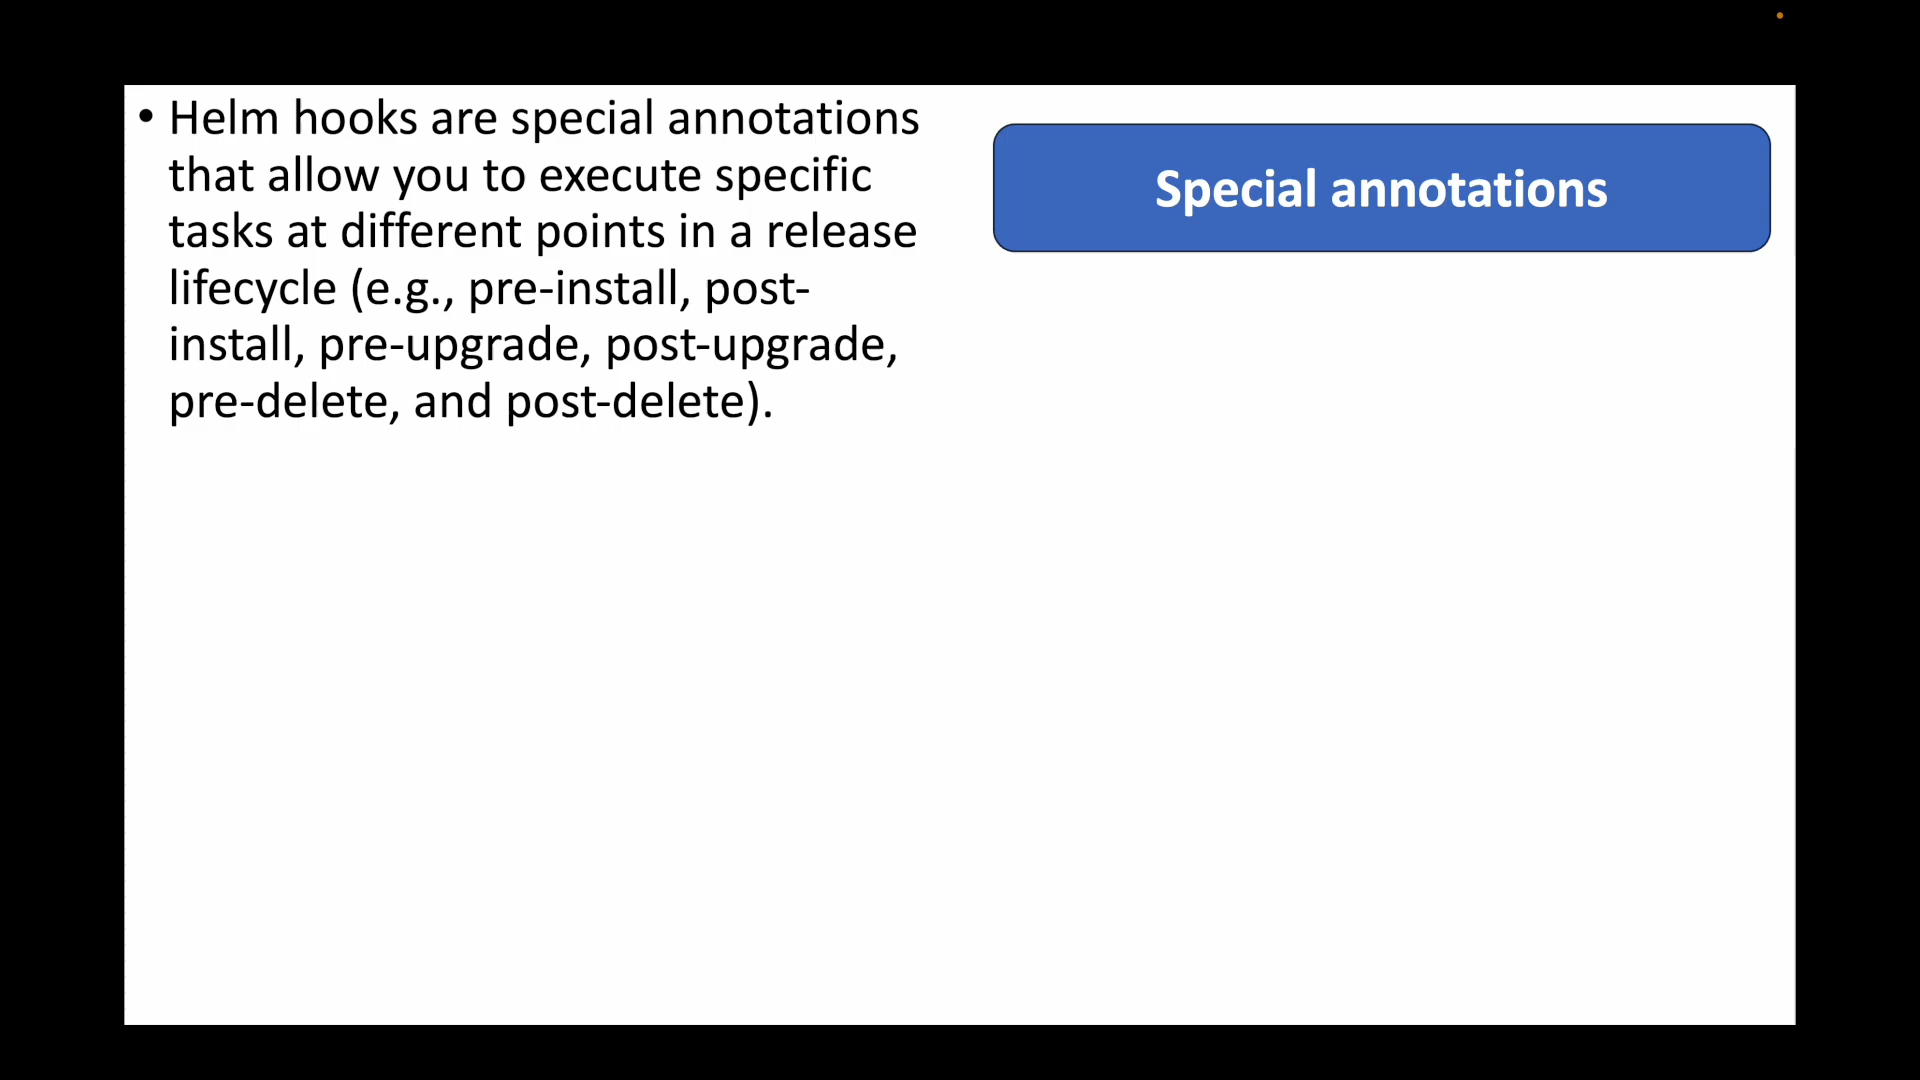 • Helm hooks are special annotations
that allow you to execute specific
tasks at different points in a release
lifecycle (e.g., pre-install, post-
install, pre-upgrade, post-upgrade,
pre-delete, and post-delete).
Special annotations